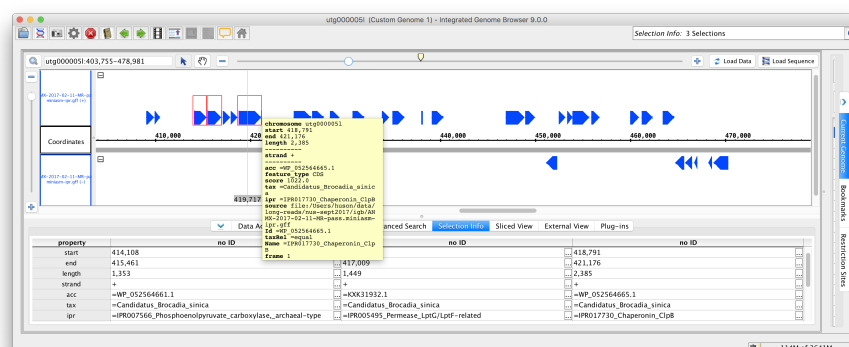 utg000005l (Custom Genome 1) - Integrated Genome Browser 9.0.0
Selection Info: 3 Selections
utg000005l:403,755-478,981
Load Data
Load Sequence
Coordinates
410,000
420
440,000
450,000
460,000
470,000
chromosome utg000005l
start 418,791
end 421,176
length 2,385
----------
strand +
----------
acc =WP_052564665.1
feature_type CDS
score 1022.0
tax =Candidatus_Brocadia_sinic
a
ipr =IPR017730_Chaperonin_ClpB
source file:/Users/huson/data/
long-reads/nus-sept2017/igb/AN
MX-2017-02-11-MR-pass.miniasm-
ipr.gff
Id =WP_052564665.1
taxRel =equal
Name =IPR017730_Chaperonin_Clp
B
frame 1
419,717
Data Ac
anced Search
Selection Info
Sliced View
External View
Plug-ins
Current Genome
Bookmarks
Restriction Sites
property
no ID
no ID
no ID
start
414,108
418,791
end
415,461
417,009
421,176
length
1,353
1,449
2,385
strand
+
+
+
acc
=WP_052564661.1
=KXK31932.1
=WP_052564665.1
tax
=Candidatus_Brocadia_sinica
=Candidatus_Brocadia_sinica
=Candidatus_Brocadia_sinica
ipr
=IPR007566_Phosphoenolpyruvate_carboxylase,_archaeal-type
=IPR005495_Permease_LptG/LptF-related
=IPR017730_Chaperonin_ClpB